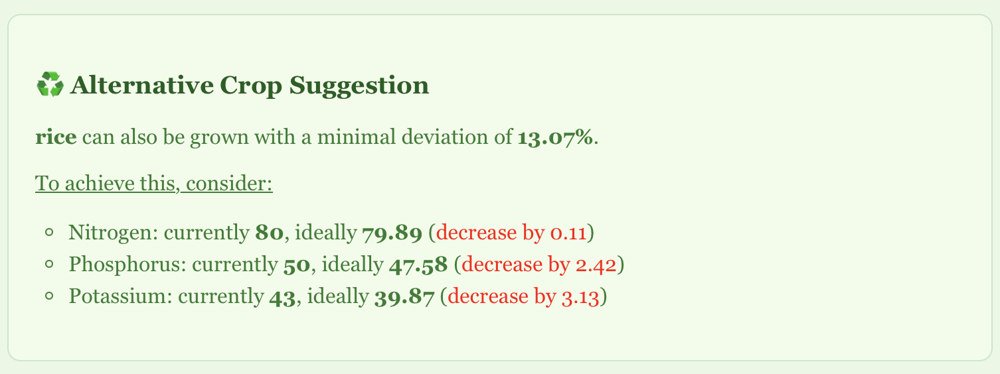 ♻️ Alternative Crop Suggestion
rice can also be grown with a minimal deviation of 13.07%.
To achieve this, consider:
Nitrogen: currently 80, ideally 79.89 (decrease by 0.11)
Phosphorus: currently 50, ideally 47.58 (decrease by 2.42)
Potassium: currently 43, ideally 39.87 (decrease by 3.13)